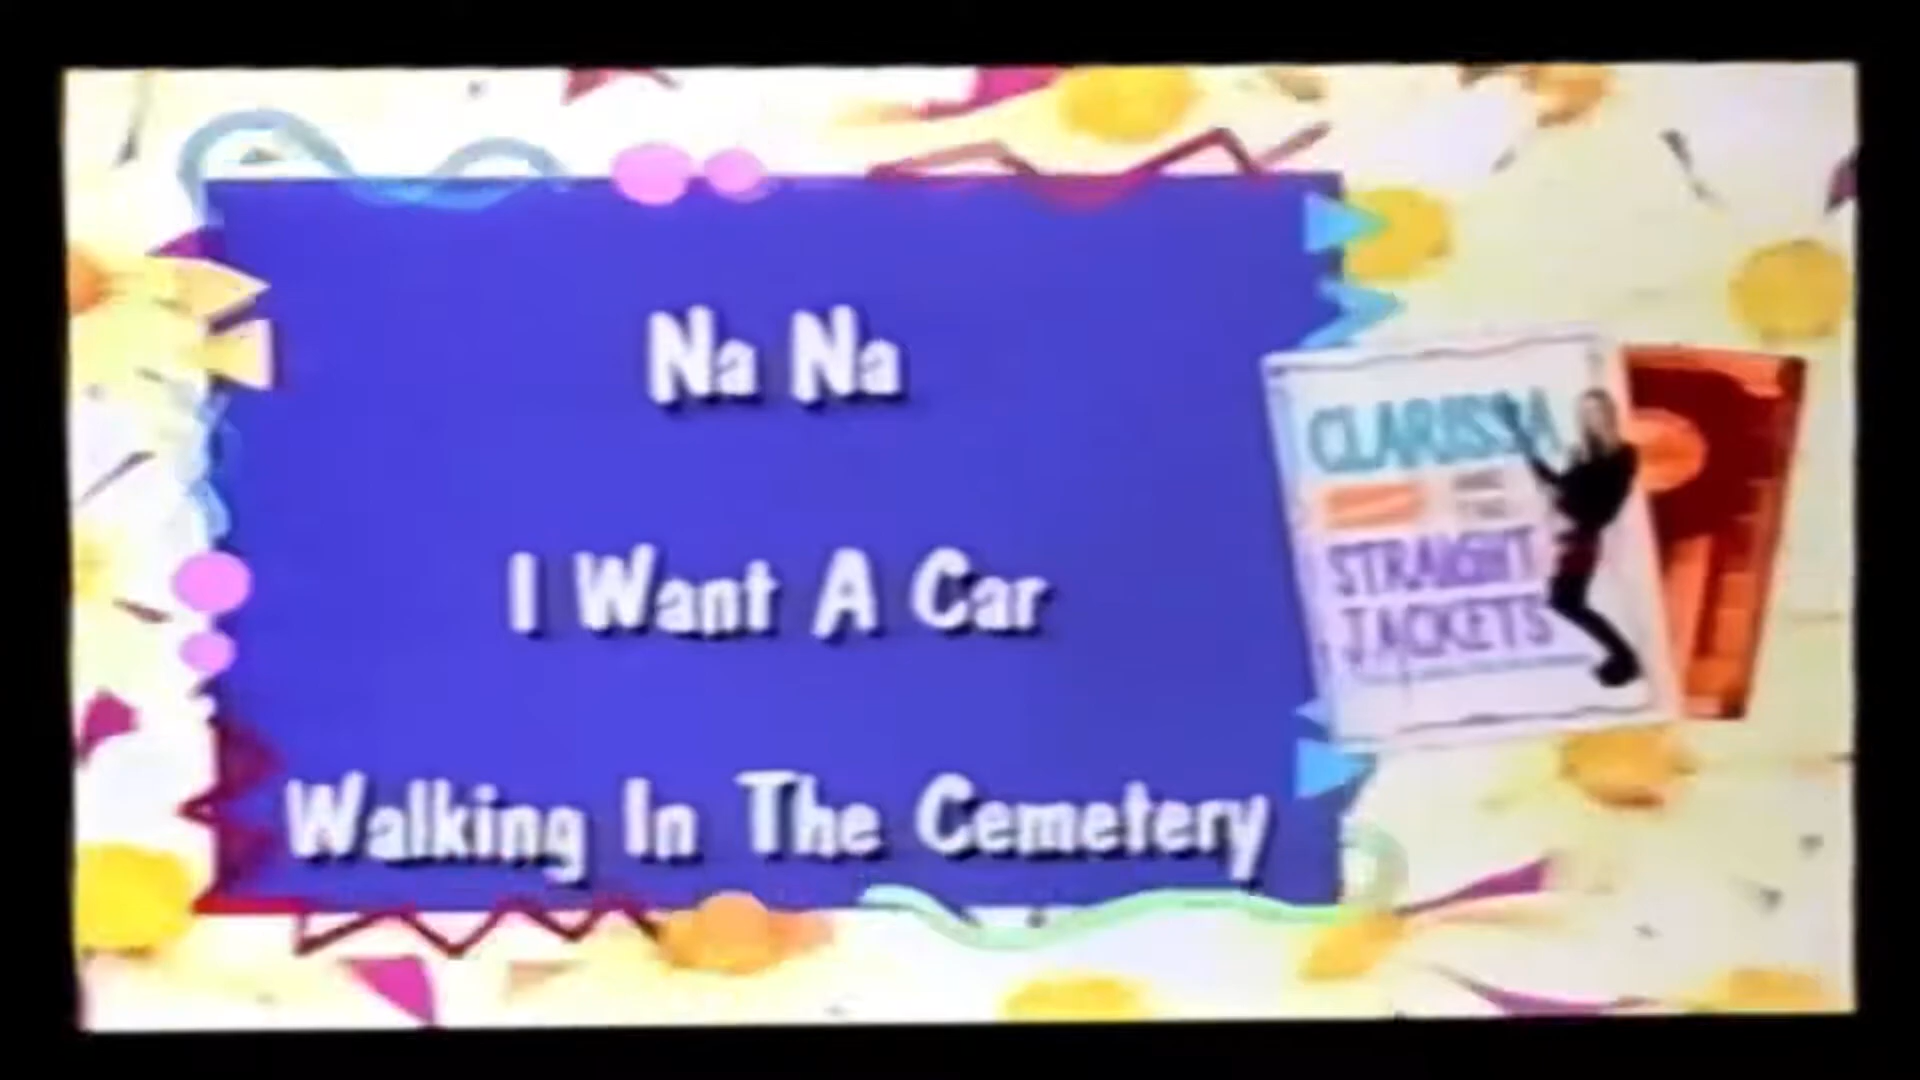 Na Na
I Want A Car
Walking In The Cemetery
CLARISSA
AND THE
STRAIGHT
JACKETS